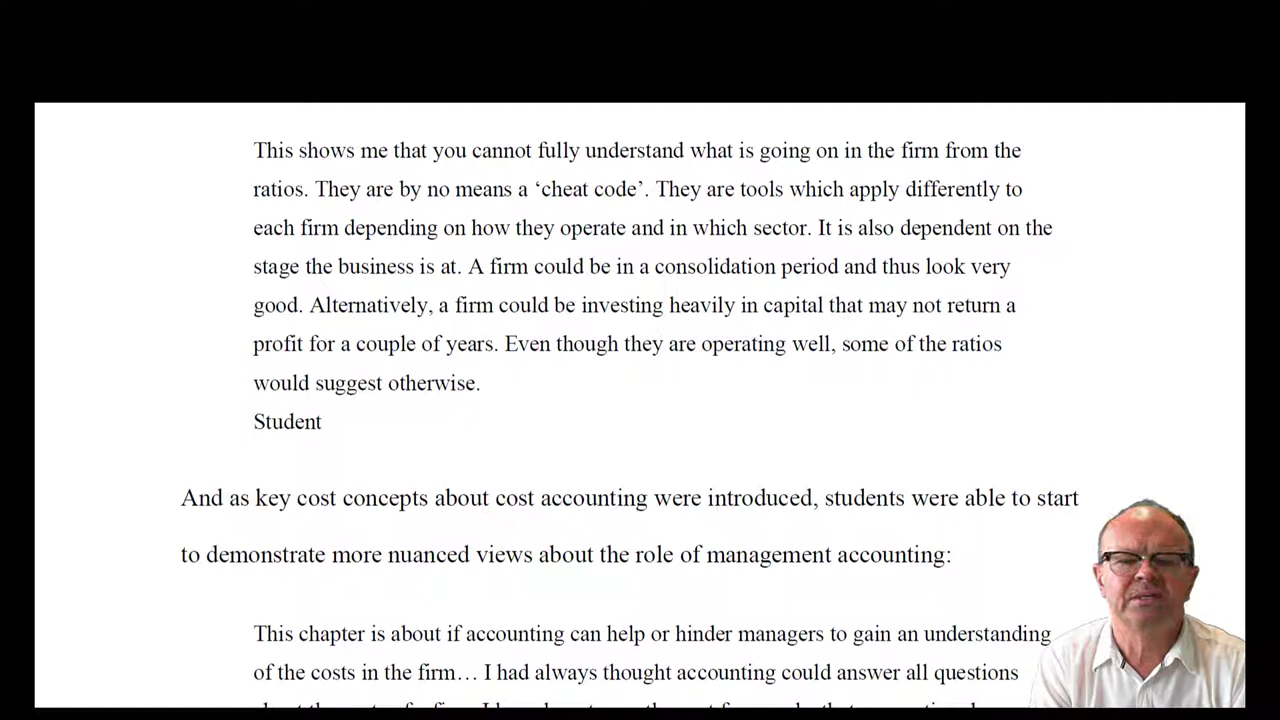 This shows me that you cannot fully understand what is going on in the firm from the
ratios. They are by no means a ‘cheat code’. They are tools which apply differently to
each firm depending on how they operate and in which sector. It is also dependent on the
stage the business is at. A firm could be in a consolidation period and thus look very
good. Alternatively, a firm could be investing heavily in capital that may not return a
profit for a couple of years. Even though they are operating well, some of the ratios
would suggest otherwise.
Student
And as key cost concepts about cost accounting were introduced, students were able to start
to demonstrate more nuanced views about the role of management accounting:
This chapter is about if accounting can help or hinder managers to gain an understanding
of the costs in the firm… I had always thought accounting could answer all questions